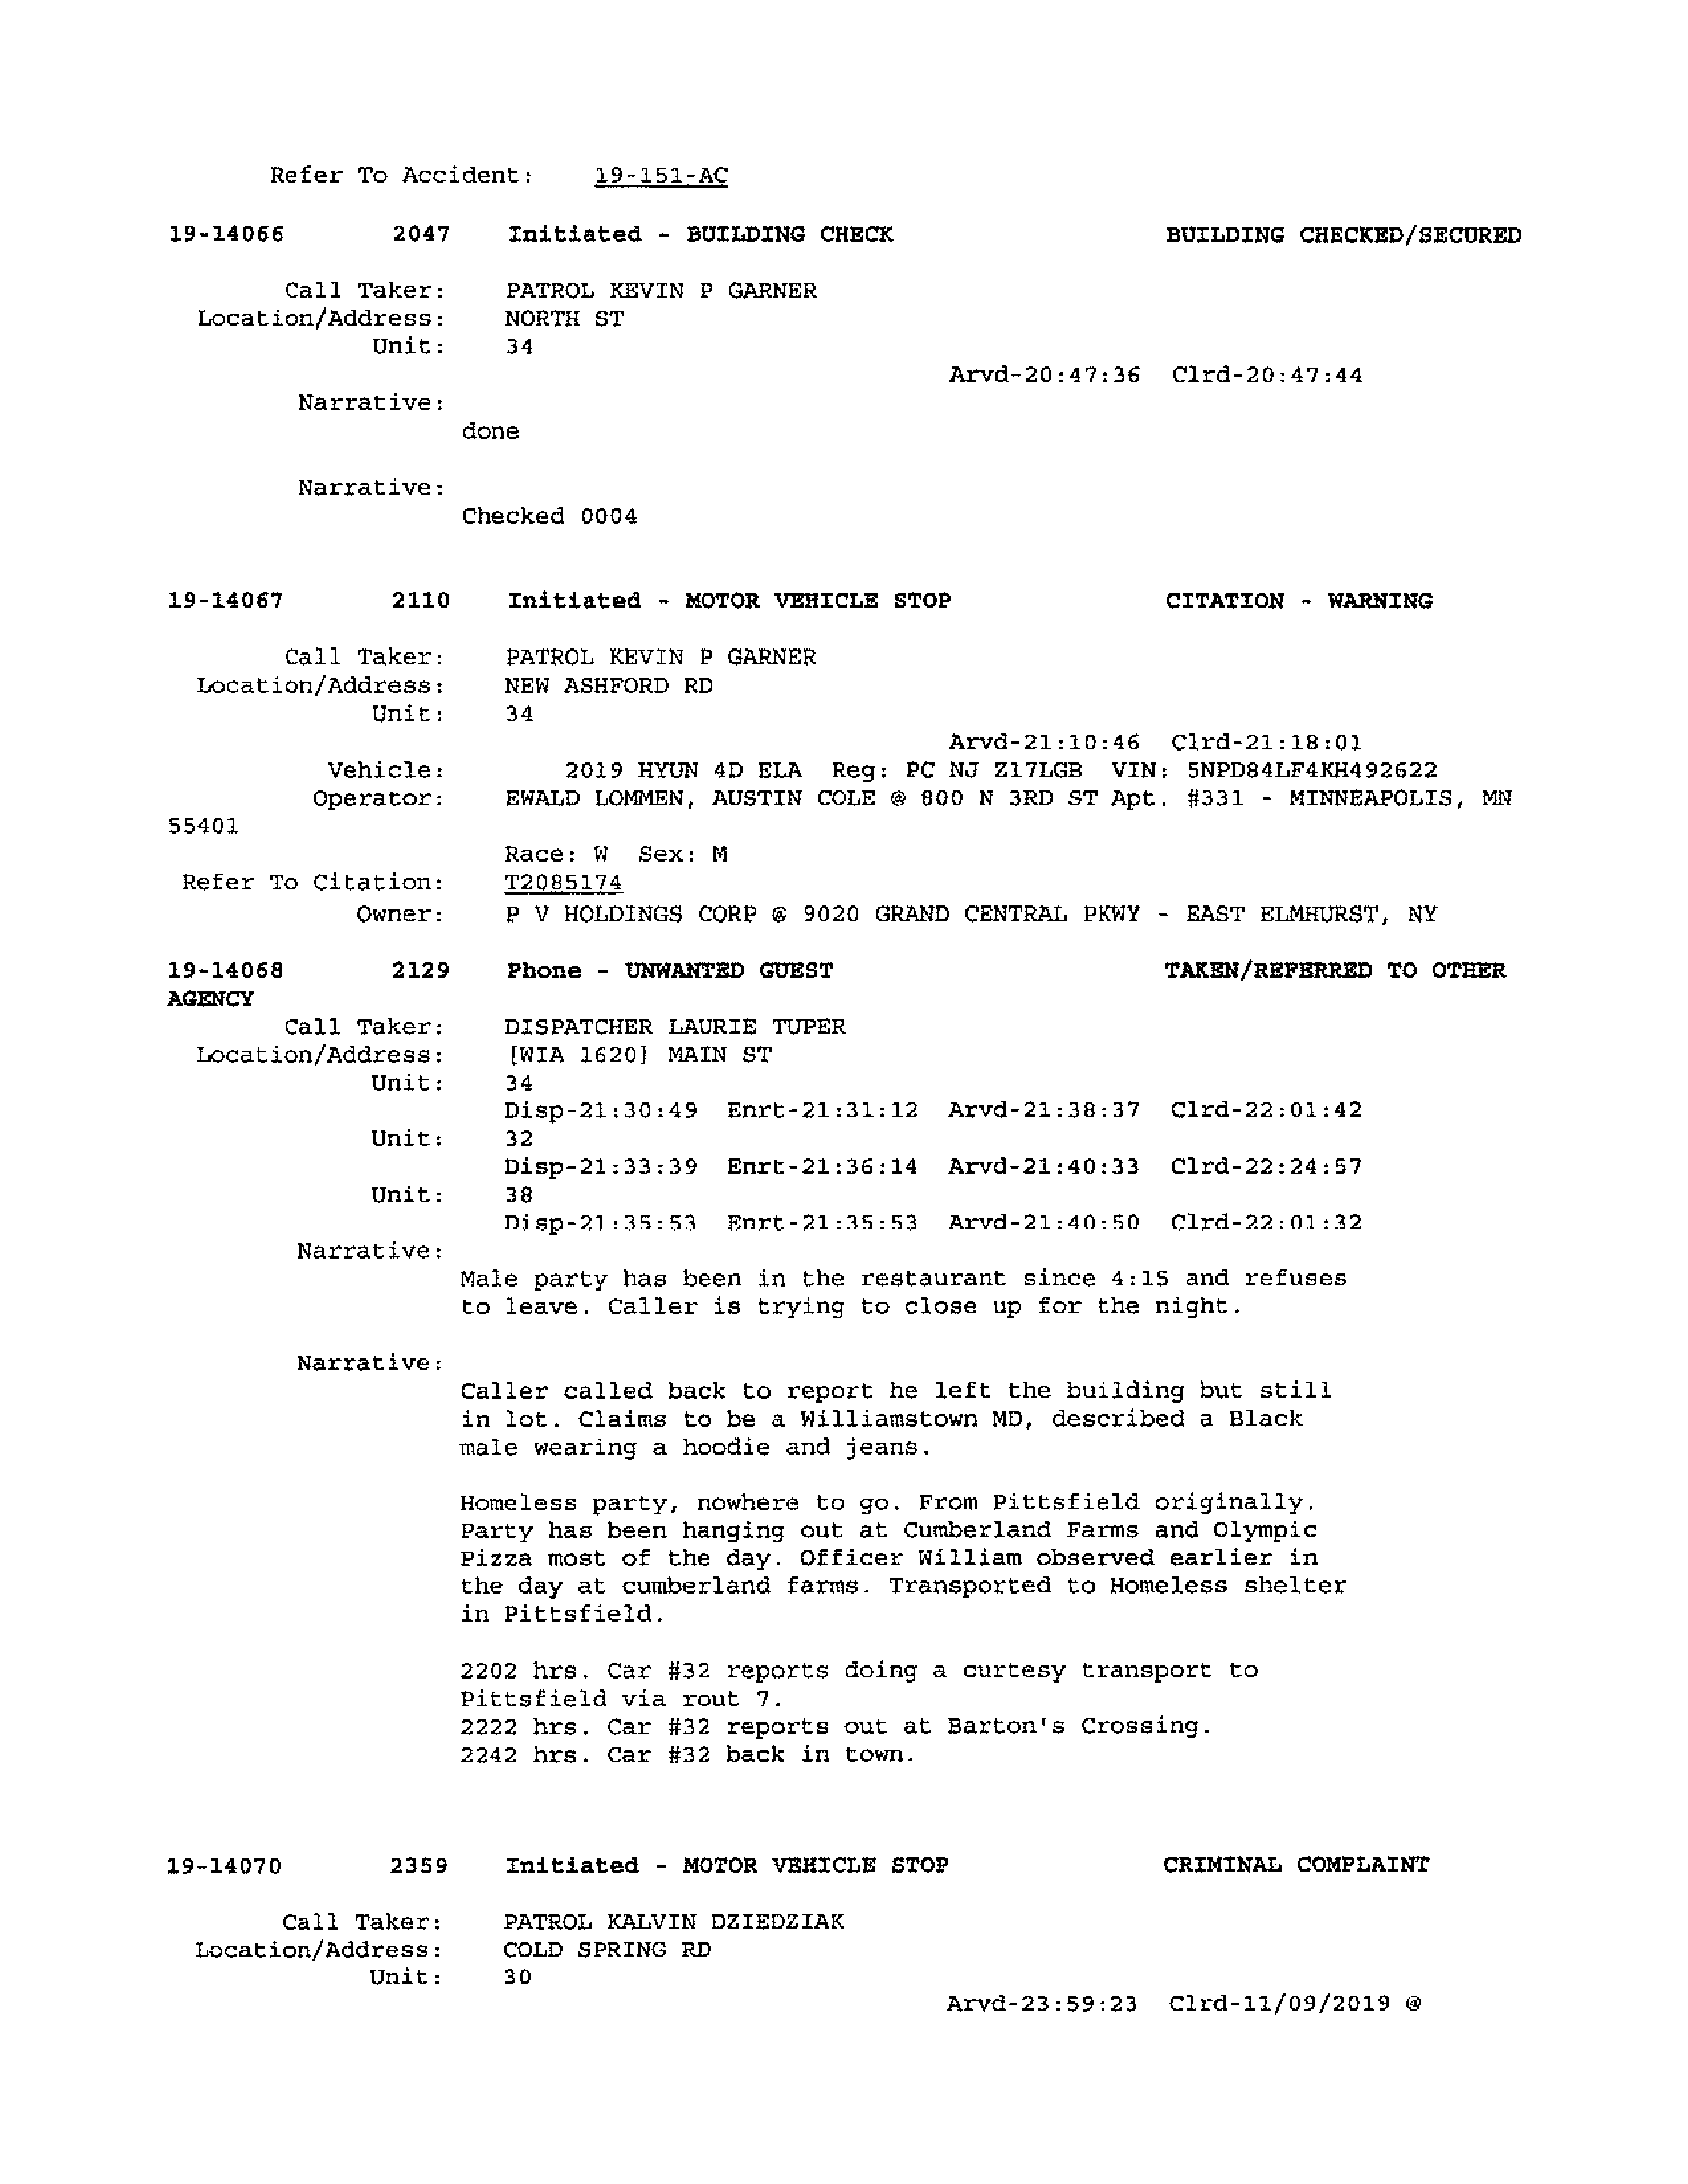 Refer To Accident: 19-151-AC
19-14066 2047 Initiated - BUILDING CHECK BUILDING CHECKED/SECURED
Call Taker: PATROL KEVIN P GARNER
Location/Address: NORTH ST
Unit: 34
Arvd-20:47:36 Clrd-20:47:44
Narrative:
done
Narrative:
Checked 0004
19-14067 2110 Initiated - MOTOR VEHICLE STOP CITATION - WARNING
Call Taker: PATROL KEVIN P GARNER
Location/Address: NEW ASHFORD RD
Unit: 34
Arvd-21:10:46 Clrd-21:18:01
Vehicle: 2019 HYUN 4D ELA Reg: PC NJ Z17LGB VIN: 5NPD84LF4KH492622
Operator: EWALD LOMMEN, AUSTIN COLE @ 800 N 3RD ST Apt. #331 - MINNEAPOLIS, MN
55401
Race: W Sex: M
Refer To Citation: T2085174
Owner: P V HOLDINGS CORP @ 9020 GRAND CENTRAL PKWY - EAST ELMHURST, NY
19-14068 2129 Phone - UNWANTED GUEST TAKEN/REFERRED TO OTHER
AGENCY
Call Taker: DISPATCHER LAURIE TUPER
Location/Address: [WIA 1620] MAIN ST
Unit: 34
Disp-21:30:49 Enrt-21:31:12 Arvd-21:38:37 Clrd-22:01:42
Unit: 32
Disp-21:33:39 Enrt-21:36:14 Arvd-21:40:33 Clrd-22:24:57
Unit: 38
Disp-21:35:53 Enrt-21:35:53 Arvd-21:40:50 Clrd-22:01:32
Narrative:
Male party has been in the restaurant since 4:15 and refuses
to leave. Caller is trying to close up for the night.
Narrative:
Caller called back to report he left the building but still
in lot. Claims to be a Williamstown MD, described a Black
male wearing a hoodie and jeans.
Homeless party, nowhere to go. From Pittsfield originally.
Party has been hanging out at Cumberland Farms and Olympic
Pizza most of the day. Officer William observed earlier in
the day at cumberland farms. Transported to Homeless shelter
in Pittsfield.
2202 hrs. Car #32 reports doing a curtesy transport to
Pittsfield via rout 7.
2222 hrs. Car #32 reports out at Barton's Crossing.
2242 hrs. Car #32 back in town.
19-14070 2359 Initiated - MOTOR VEHICLE STOP CRIMINAL COMPLAINT
Call Taker: PATROL KALVIN DZIEDZIAK
Location/Address: COLD SPRING RD
Unit: 30
Arvd-23:59:23 Clrd-11/09/2019 @